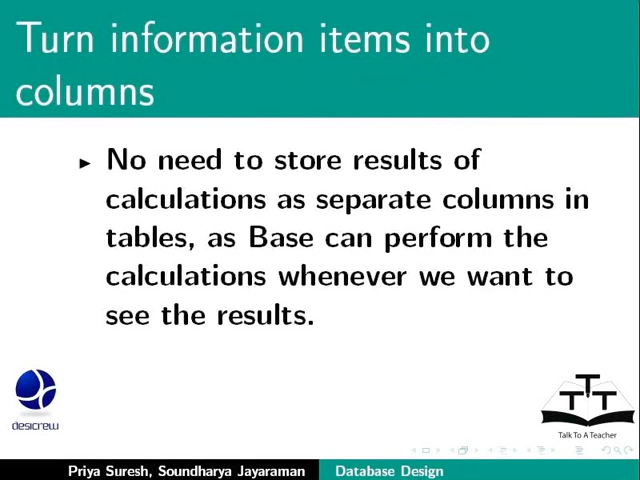 Turn information items into
columns
No need to store results of
calculations as separate columns in
tables, as Base can perform the
calculations whenever we want to
see the results.
desicrew
T T T
Talk To A Teacher
Priya Suresh, Soundharya Jayaraman Database Design